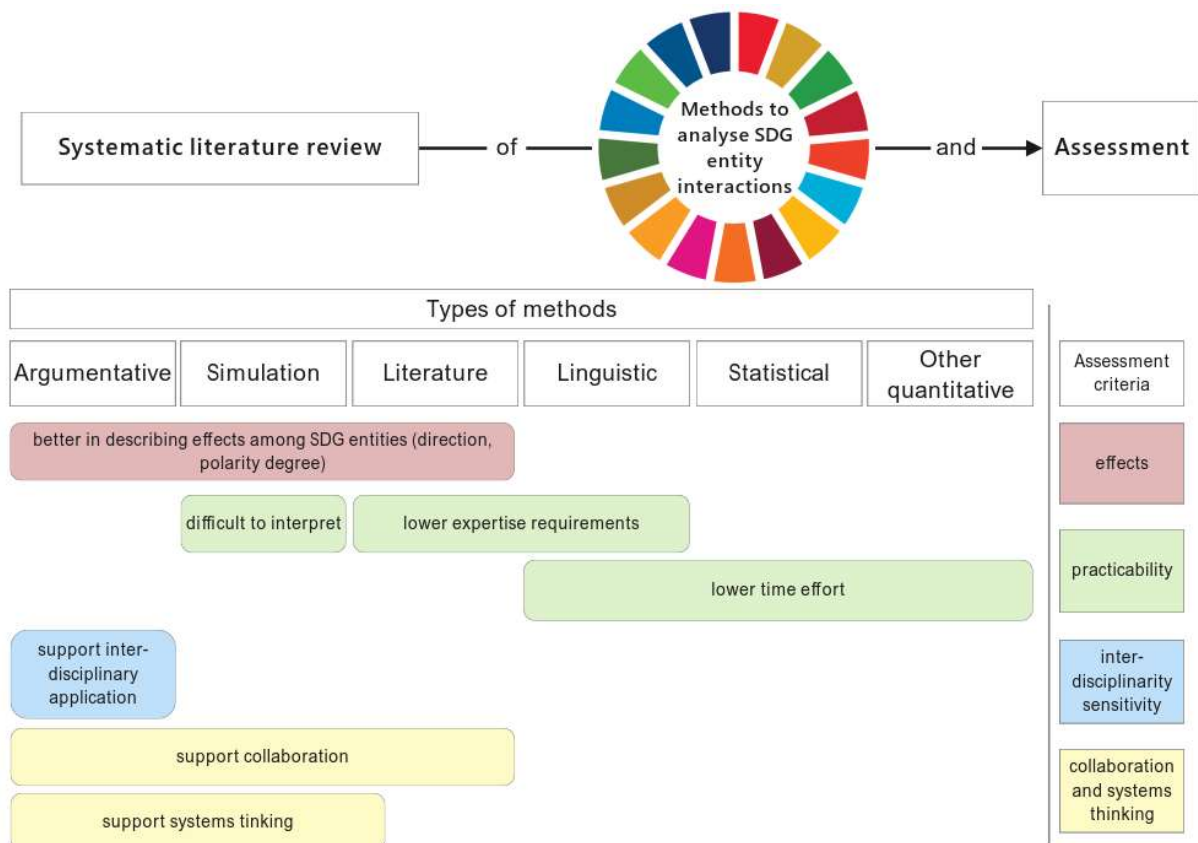 Systematic literature review
of
Methods to
analyse SDG
entity
interactions
and
Assessment
Types of methods
Argumentative
Simulation
Literature
Linguistic
Statistical
Other
quantitative
Assessment
criteria
better in describing effects among SDG entities (direction,
polarity degree)
effects
difficult to interpret
lower expertise requirements
lower time effort
practicability
support inter-
disciplinary
application
inter-
disciplinarity
sensitivity
support collaboration
support systems tinking
collaboration
and systems
thinking